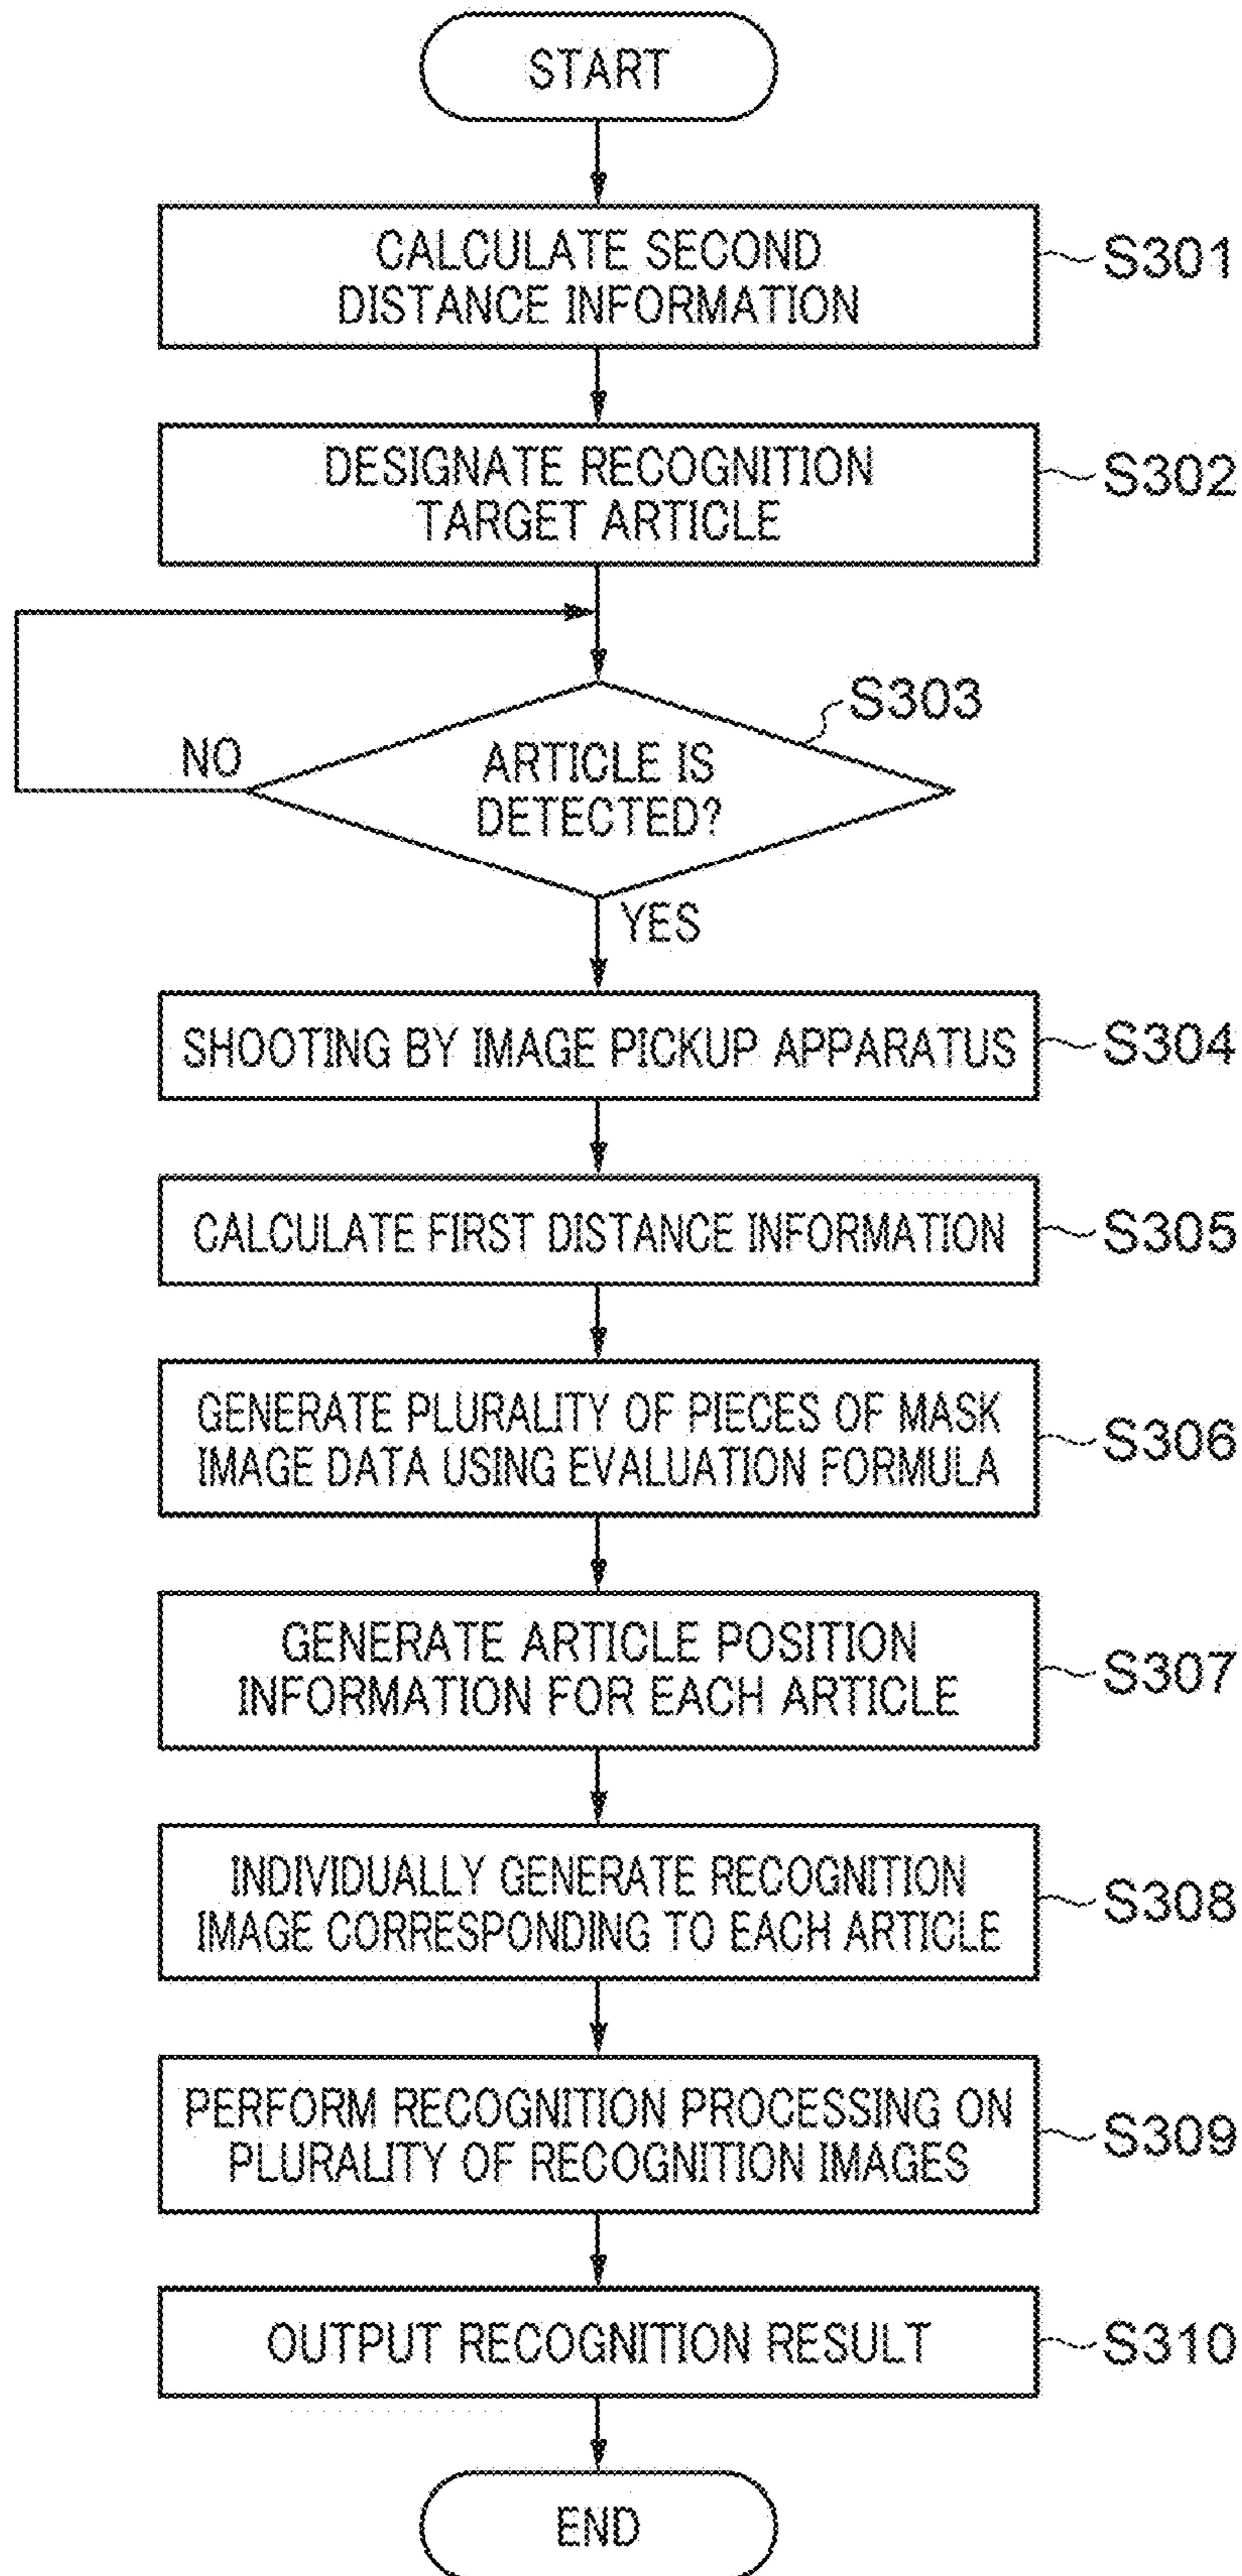 START
CALCULATE SECOND
DISTANCE INFORMATION
S301
DESIGNATE RECOGNITION
TARGET ARTICLE
S302
S303
NO
ARTICLE IS
DETECTED?
YES
SHOOTING BY IMAGE PICKUP APPARATUS
S304
CALCULATE FIRST DISTANCE INFORMATION
S305
GENERATE PLURALITY OF PIECES OF MASK
IMAGE DATA USING EVALUATION FORMULA
S306
GENERATE ARTICLE POSITION
INFORMATION FOR EACH ARTICLE
S307
INDIVIDUALLY GENERATE RECOGNITION
IMAGE CORRESPONDING TO EACH ARTICLE
S308
PERFORM RECOGNITION PROCESSING ON
PLURALITY OF RECOGNITION IMAGES
S309
OUTPUT RECOGNITION RESULT
S310
END